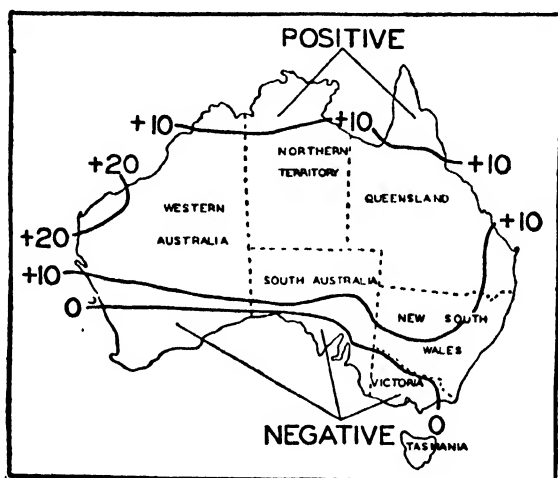 POSITIVE
+10
+10
+20
+10
NORTHERN
TERRITORY
WESTERN
AUSTRALIA
QUEENSLAND
+20
+10
+10
SOUTH AUSTRALIA
0
NEW SOUTH
WALES
VICTORIA
NEGATIVE
0
TASMANIA